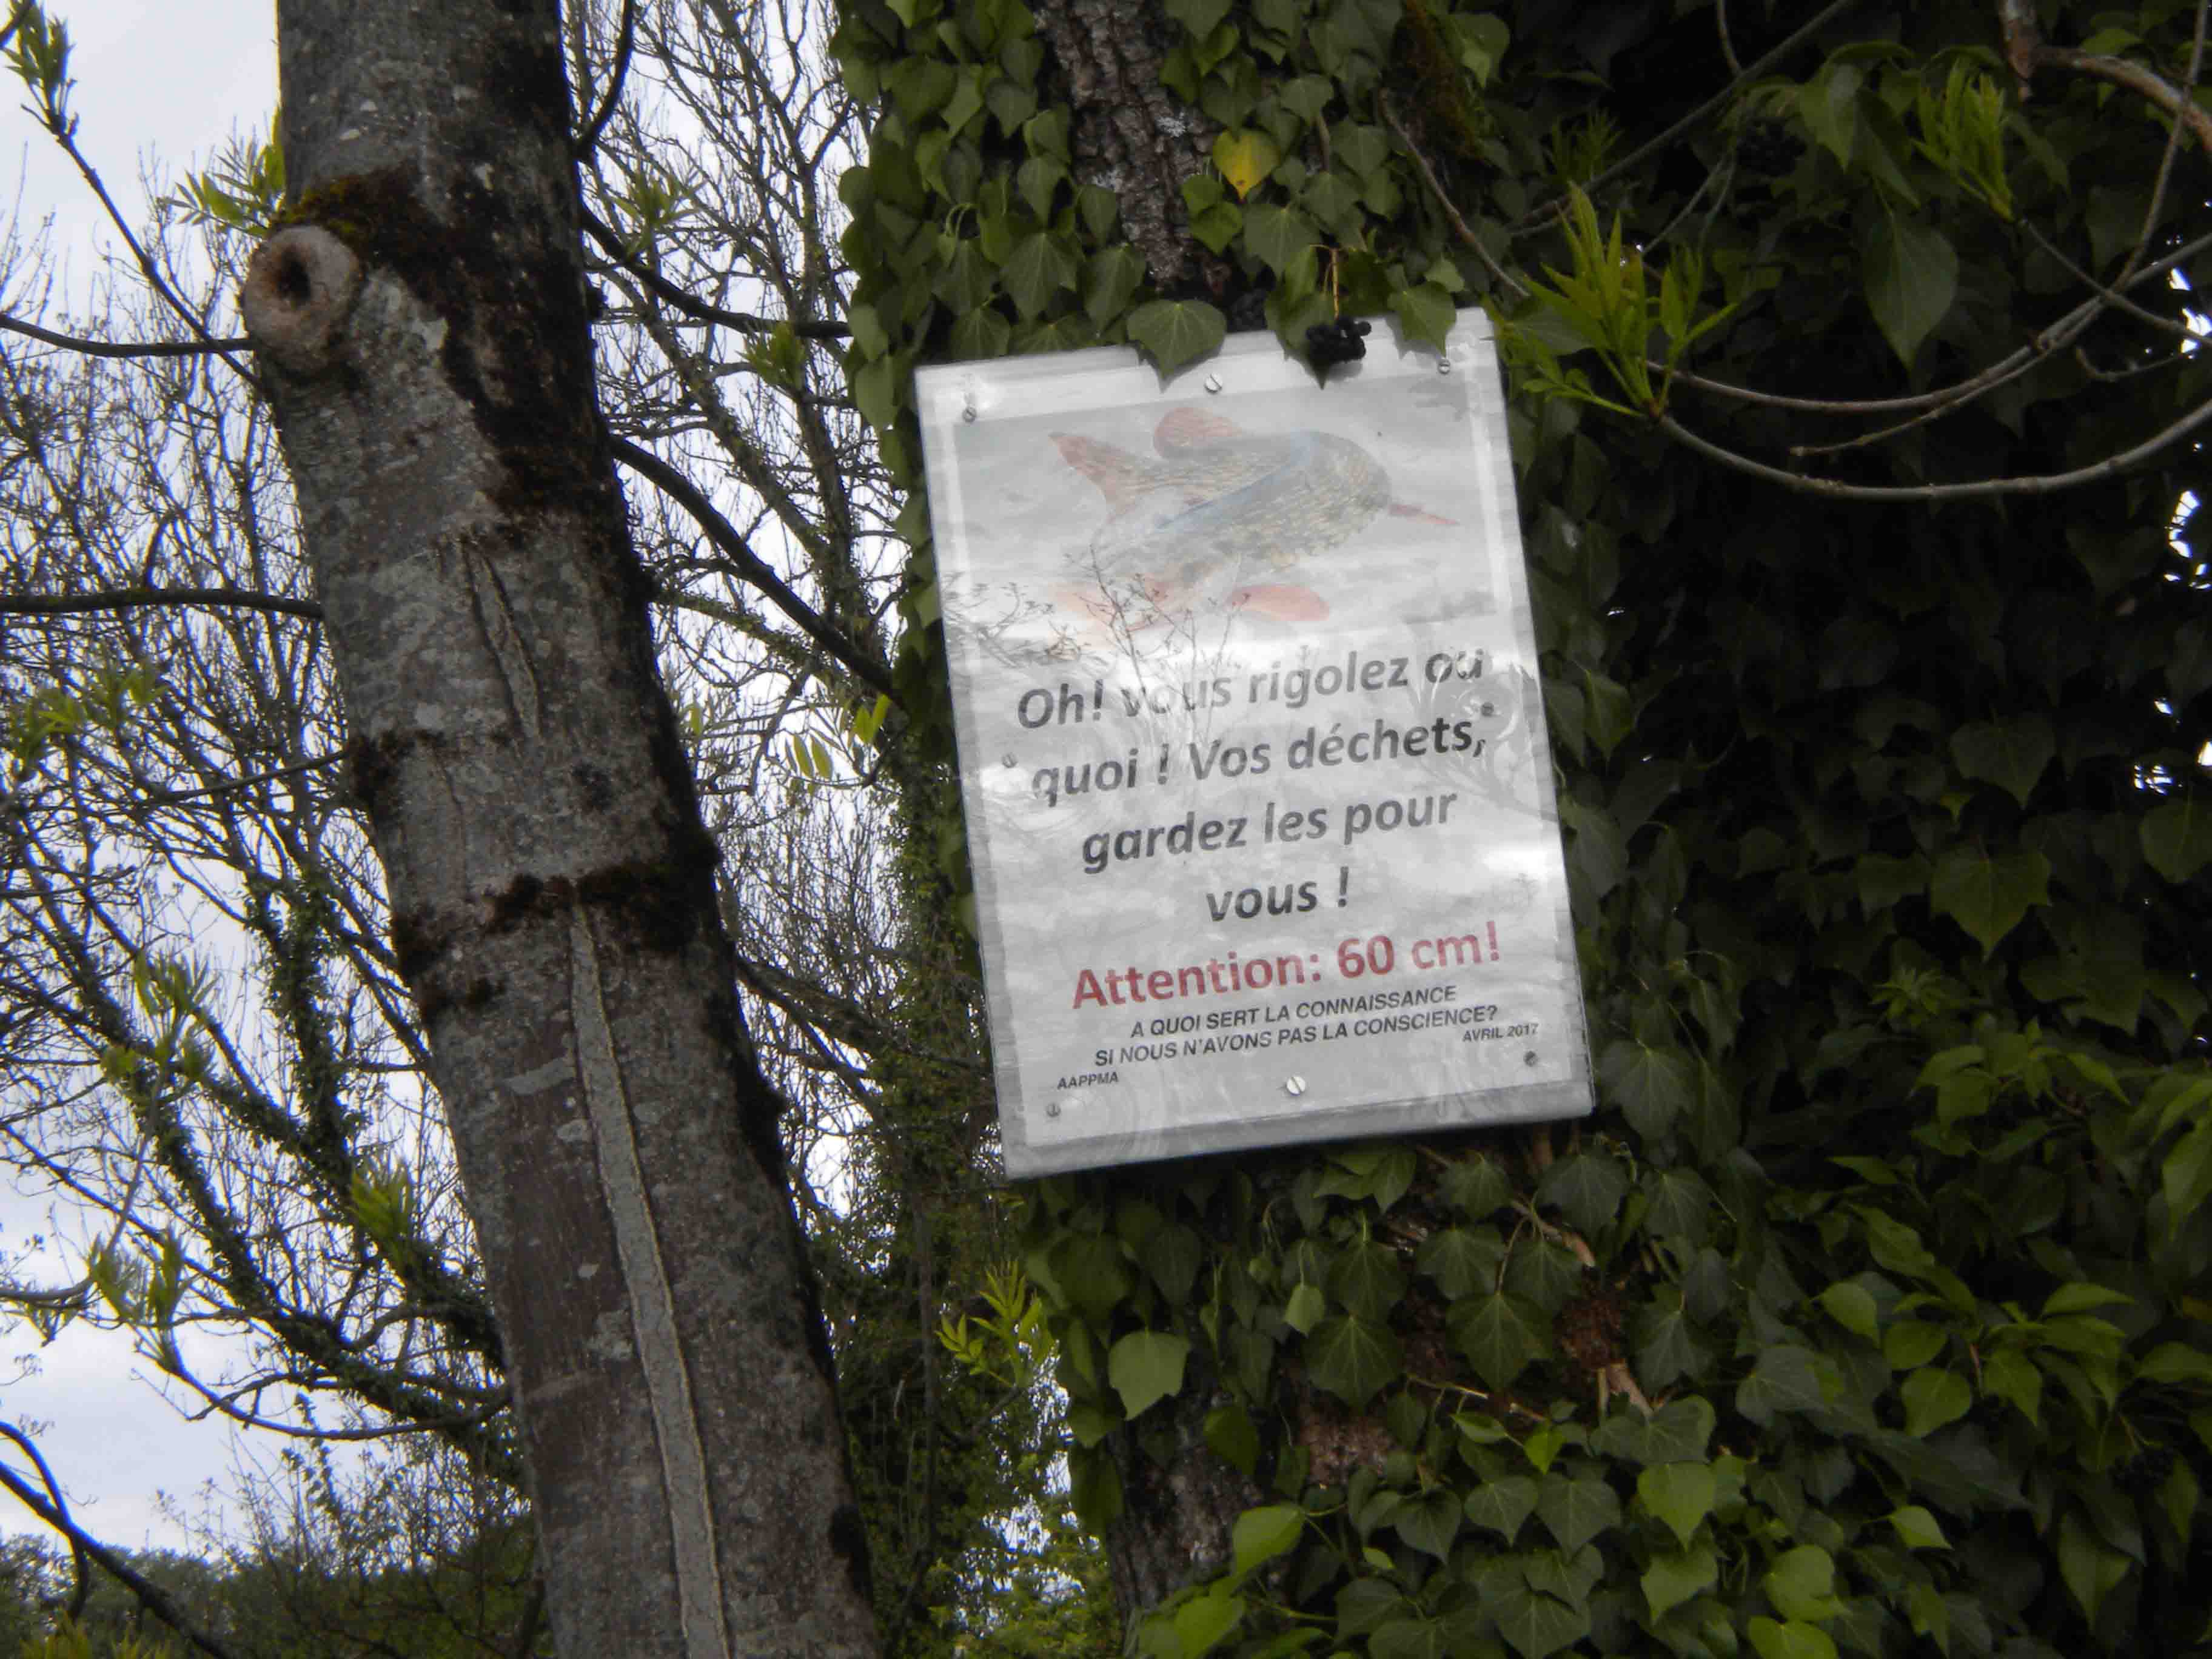 Oh! vous rigolez ou
quoi ! Vos déchets,
gardez les pour
vous !
Attention: 60 cm!
A QUOI SERT LA CONNAISSANCE
SI NOUS N'AVONS PAS LA CONSCIENCE?
AVRIL 2017
AAPPMA